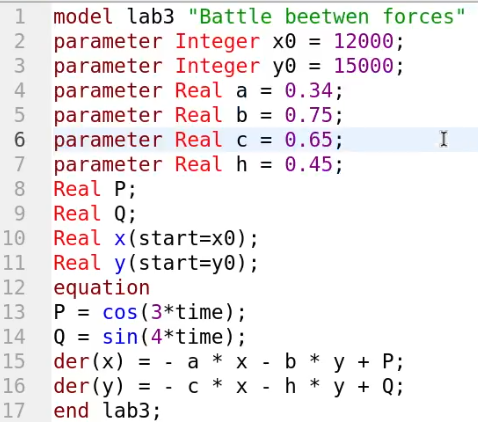 1 model lab3 "Battle beetwen forces"
2 parameter Integer x0 = 12000;
3 parameter Integer y0 = 15000;
4 parameter Real a = 0.34;
5 parameter Real b = 0.75;
6 parameter Real c = 0.65;
7 parameter Real h = 0.45;
8 Real P;
9 Real Q;
10 Real x(start=x0);
11 Real y(start=y0);
12 equation
13 P = cos(3*time);
14 Q = sin(4*time);
15 der(x) = - a * x - b * y + P;
16 der(y) = - c * x - h * y + Q;
17 end lab3;